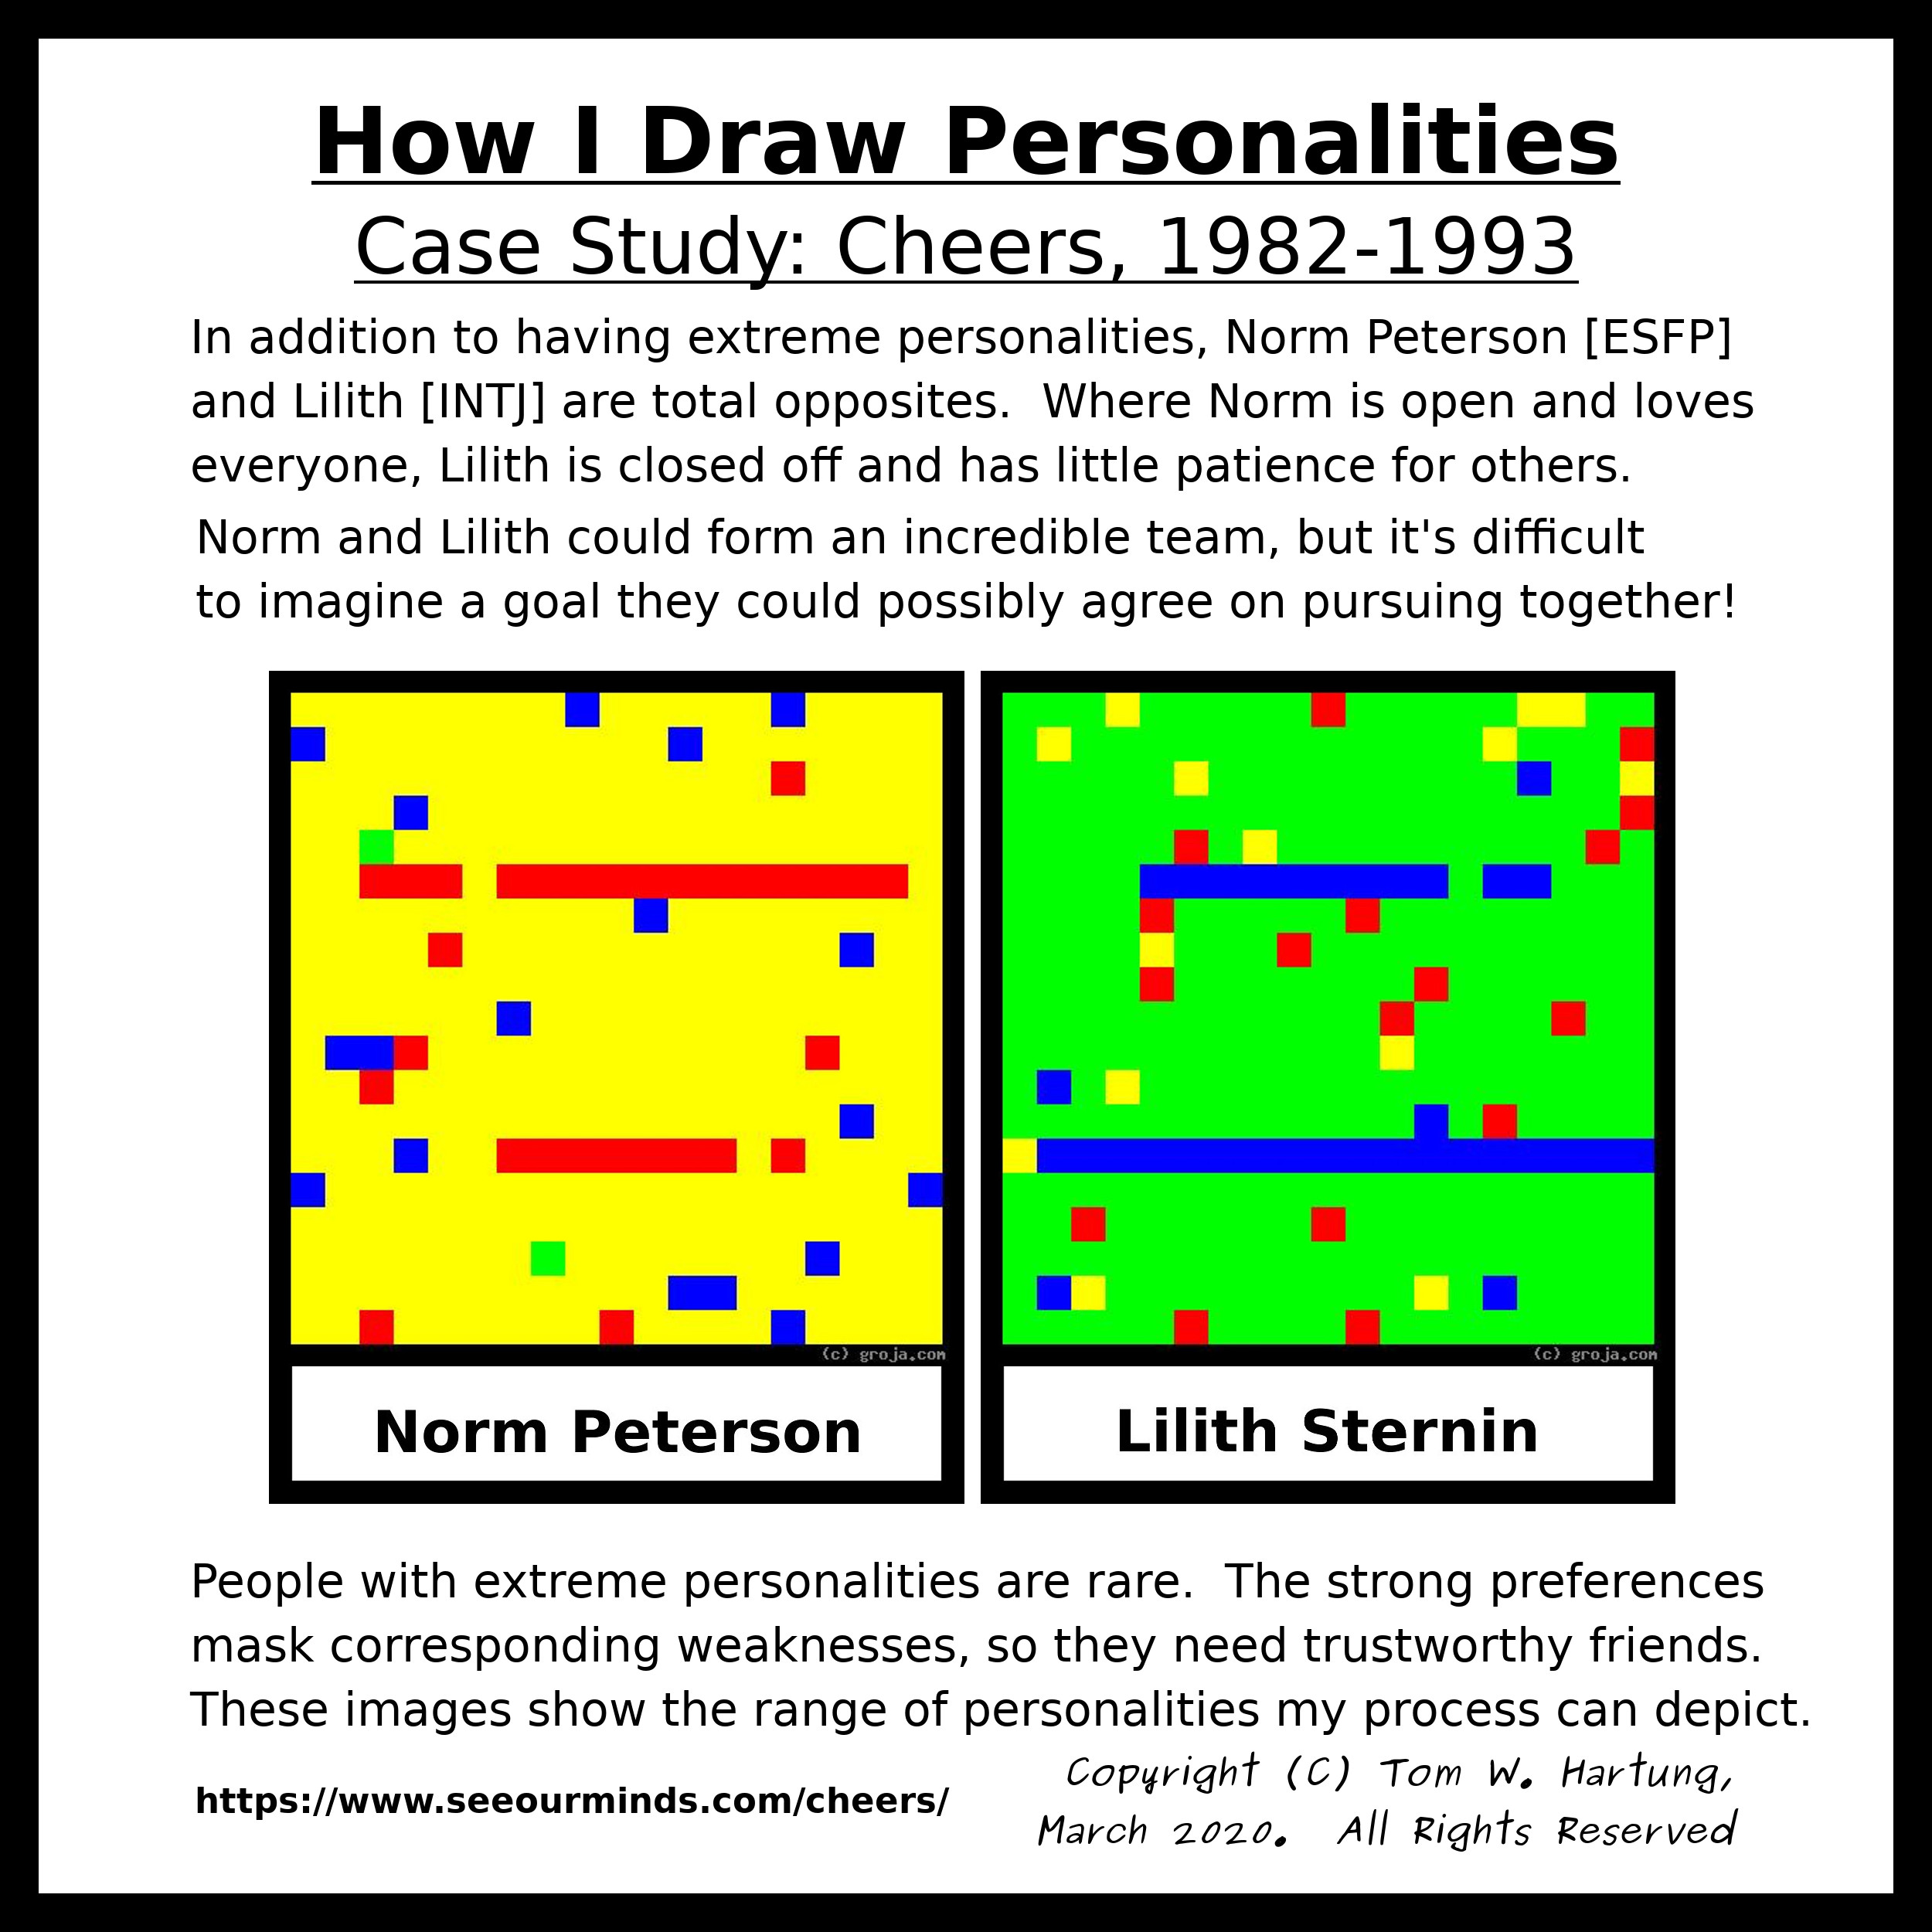 How I Draw Personalities
Case Study: Cheers, 1982-1993
In addition to having extreme personalities, Norm Peterson [ESFP]
and Lilith [INTJ] are total opposites.  Where Norm is open and loves
everyone, Lilith is closed off and has little patience for others.
Norm and Lilith could form an incredible team, but it's difficult
to imagine a goal they could possibly agree on pursuing together!
(c) groja.com
(c) groja.com
Norm Peterson
Lilith Sternin
People with extreme personalities are rare.  The strong preferences
mask corresponding weaknesses, so they need trustworthy friends.
These images show the range of personalities my process can depict.
https://www.seeourminds.com/cheers/
Copyright (C) Tom W. Hartung,
March 2020.  All Rights Reserved